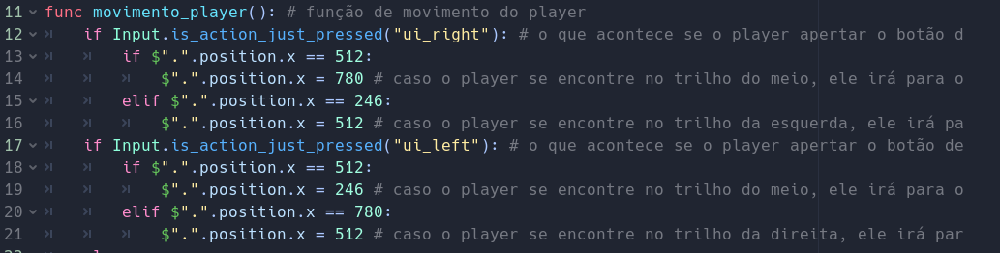 11 func movimento_player(): # função de movimento do player
12 if Input.is_action_just_pressed("ui_right"): # o que acontece se o player apertar o botão d
13 if $".".position.x == 512:
14 $".".position.x = 780 # caso o player se encontre no trilho do meio, ele irá para o
15 elif $".".position.x == 246:
16 $".".position.x = 512 # caso o player se encontre no trilho da esquerda, ele irá pa
17 if Input.is_action_just_pressed("ui_left"): # o que acontece se o player apertar o botão de
18 if $".".position.x == 512:
19 $".".position.x = 246 # caso o player se encontre no trilho do meio, ele irá para o
20 elif $".".position.x == 780:
21 $".".position.x = 512 # caso o player se encontre no trilho da direita, ele irá par